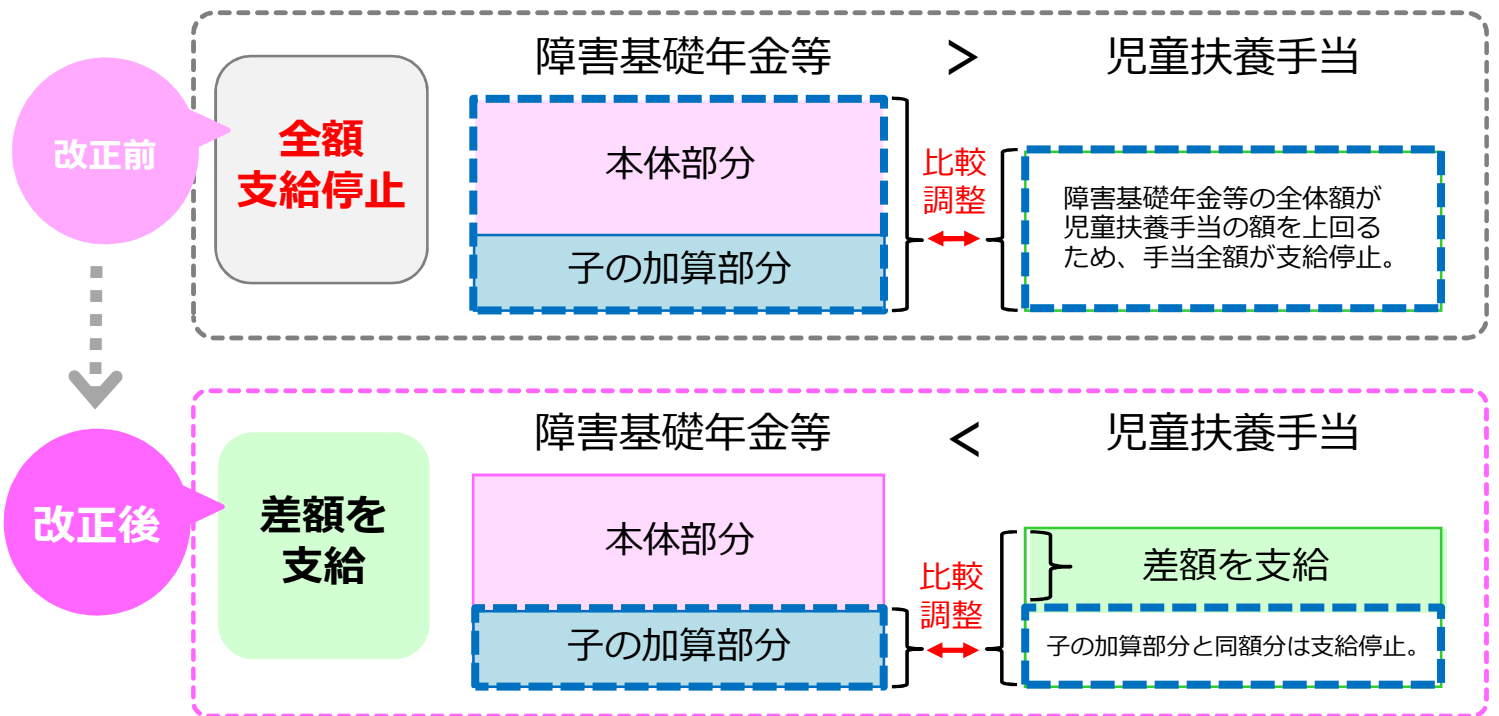 障害基礎年金等 > 児童扶養手当
改正前
全額
支給停止
本体部分
子の加算部分
比較
調整
障害基礎年金等の全体額が
児童扶養手当の額を上回る
ため、手当全額が支給停止。
障害基礎年金等 < 児童扶養手当
改正後
差額を
支給
本体部分
子の加算部分
比較
調整
差額を支給
子の加算部分と同額分は支給停止。